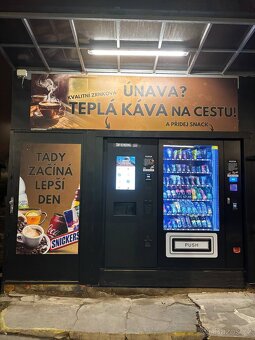 ÚNAVA?
KVALITNÍ ZRNKOVÁ
TEPLÁ KÁVA NA CESTU!
A PŘIDEJ SNACK
TADY
ZAČÍNÁ
LEPŠÍ
DEN
SNICKERS
PUSH